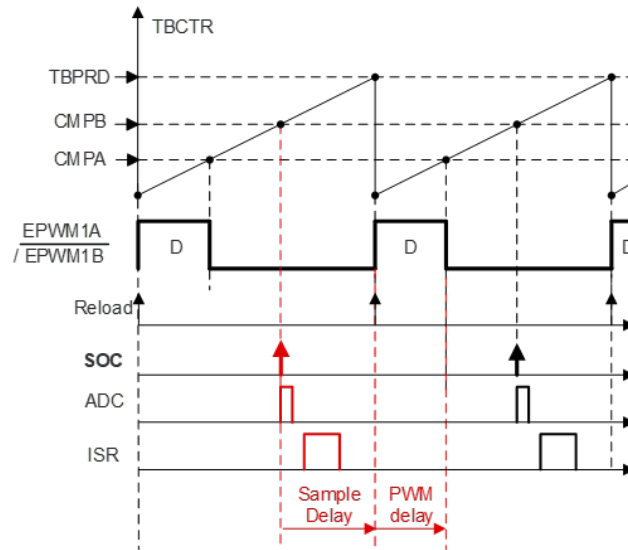 TBCTR
TBPRD
CMPB
CMPA
EPWM1A
/ EPWM1B
D
D
D
Reload
SOC
ADC
ISR
Sample
Delay
PWM
delay